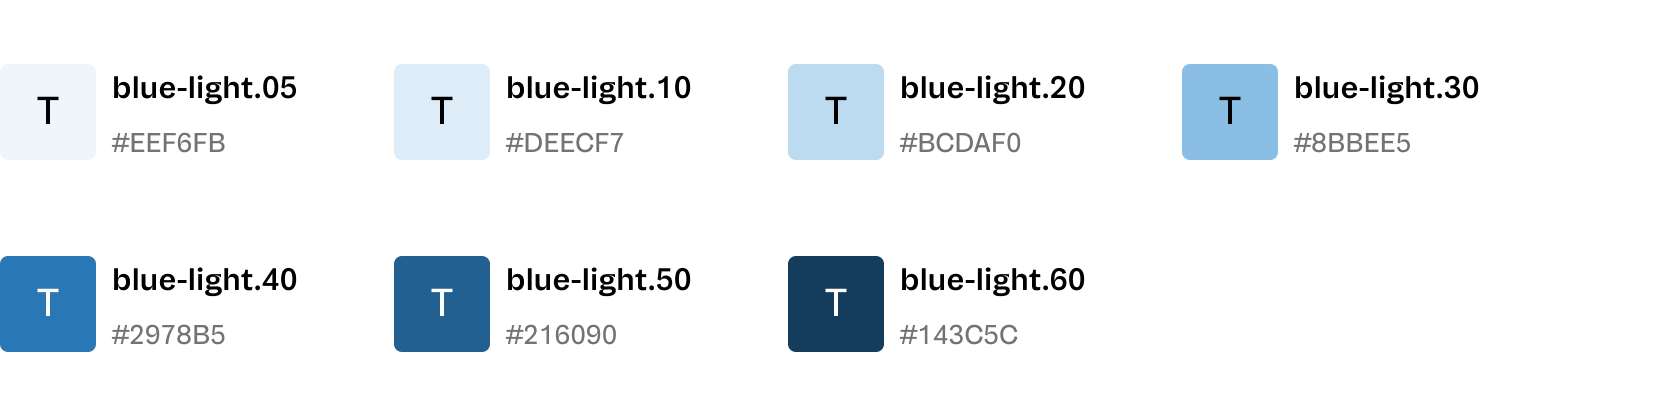 T
blue-light.05
#EEF6FB
T
blue-light.10
#DEECF7
T
blue-light.20
#BCDAF0
T
blue-light.30
#8BBEE5
T
blue-light.40
#2978B5
T
blue-light.50
#216090
T
blue-light.60
#143C5C